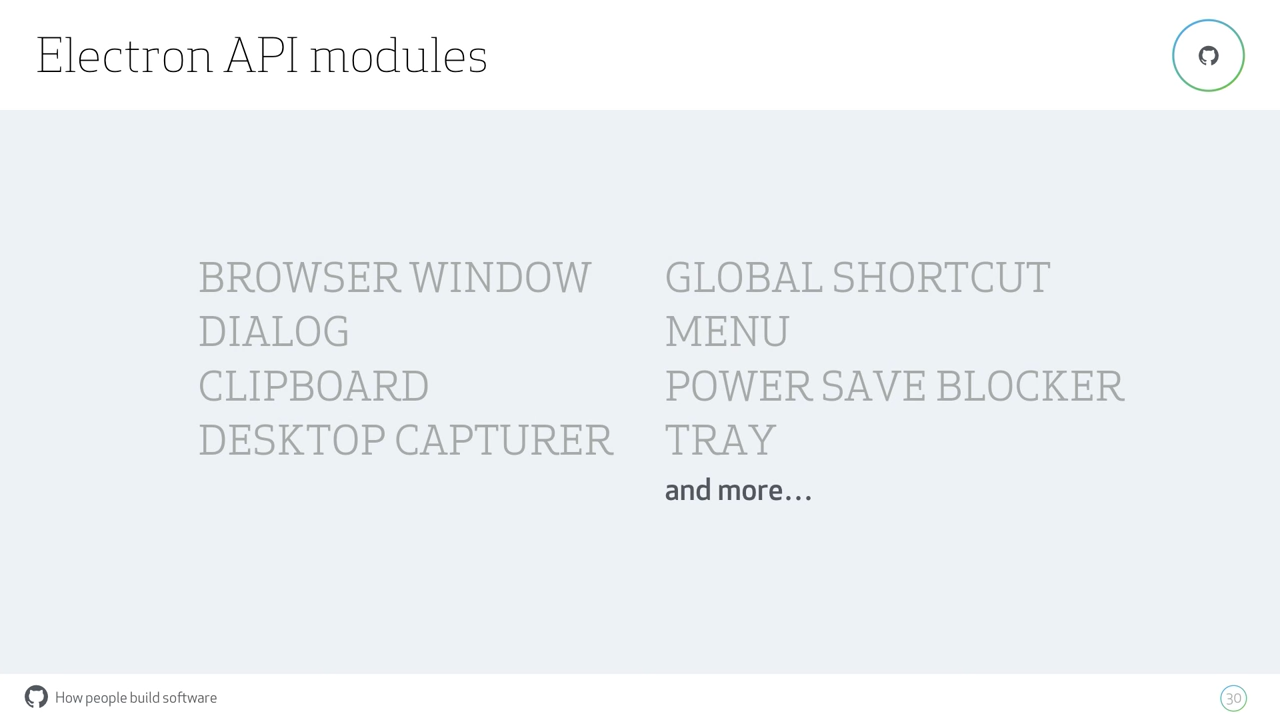 Electron API modules
BROWSER WINDOW
DIALOG
CLIPBOARD
DESKTOP CAPTURER
GLOBAL SHORTCUT
MENU
POWER SAVE BLOCKER
TRAY
and more...
How people build software
30